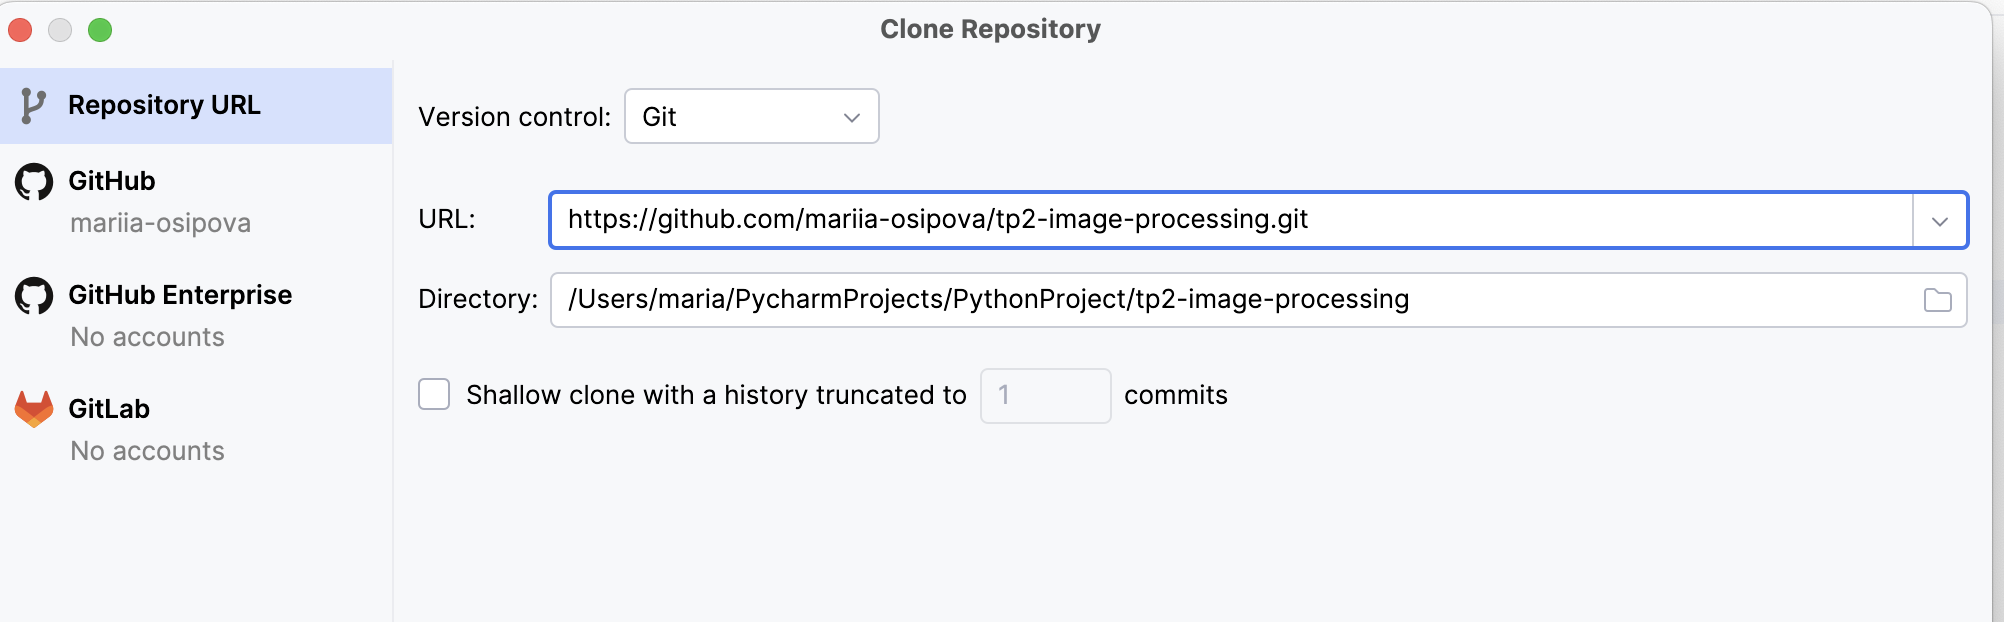 Clone Repository
Repository URL
GitHub
mariia-osipova
GitHub Enterprise
No accounts
GitLab
No accounts
Version control: Git
URL: https://github.com/mariia-osipova/tp2-image-processing.git
Directory: /Users/maria/PycharmProjects/PythonProject/tp2-image-processing
Shallow clone with a history truncated to 1 commits